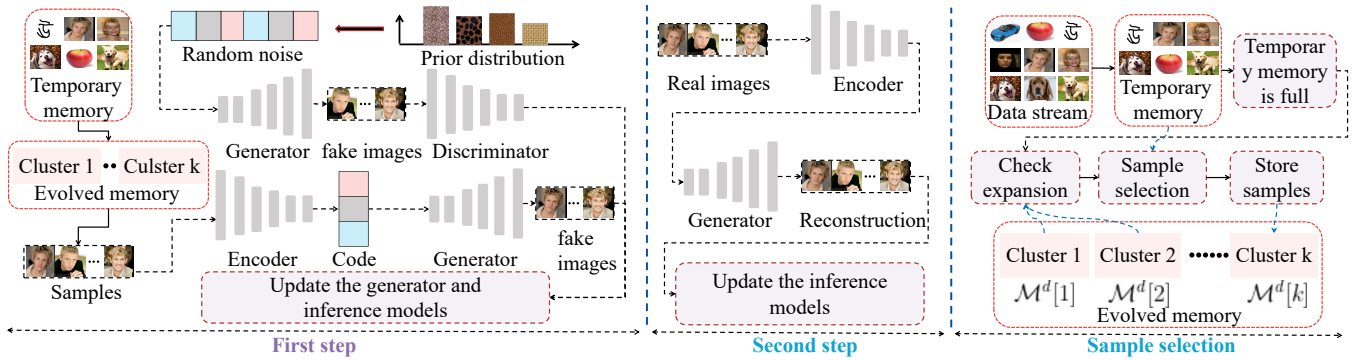 Temporary
memory
Random noise
Prior distribution
Generator
fake images
Discriminator
Cluster 1
Culster k
Evolved memory
Samples
Encoder
Code
Generator
fake
images
Update the generator and
inference models
First step
Real images
Encoder
Generator
Reconstruction
Update the inference
models
Second step
Data stream
Temporary
memory
Temporar
y memory
is full
Check
expansion
Sample
selection
Store
samples
Cluster 1
Cluster 2
Cluster k
𝓜ᵈ[1]
𝓜ᵈ[2]
𝓜ᵈ[k]
Evolved memory
Sample selection